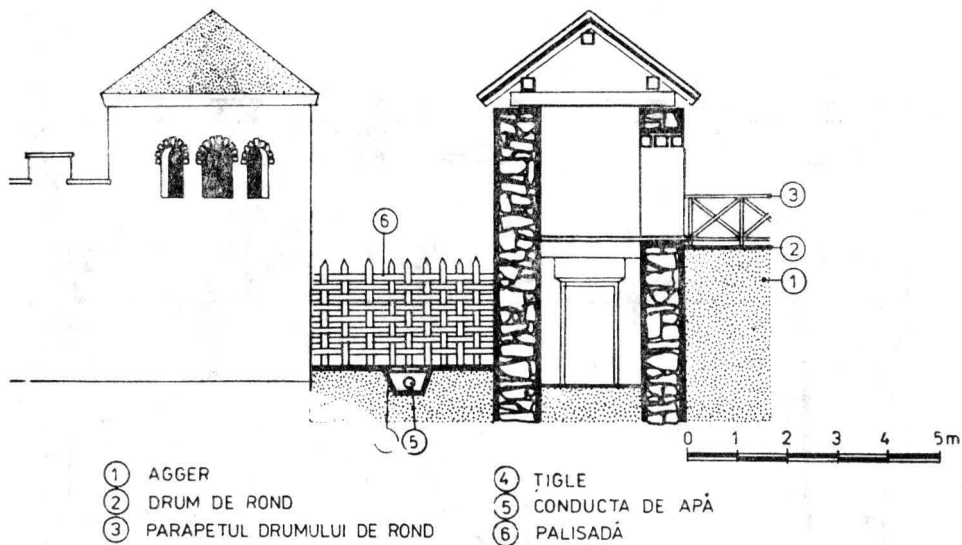 6
3
2
1
5
0 1 2 3 4 5m
1 AGGER
2 DRUM DE ROND
3 PARAPETUL DRUMULUI DE ROND
4 ȚIGLE
5 CONDUCTA DE APĂ
6 PALISADĂ